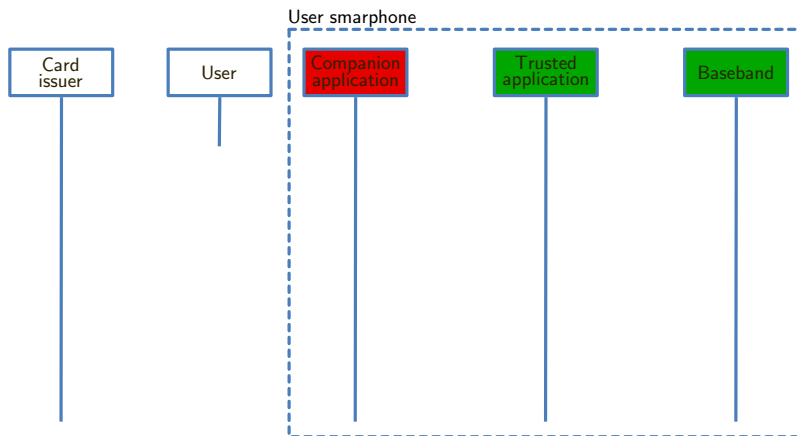 User smarphone
Card
issuer
User
Companion
application
Trusted
application
Baseband